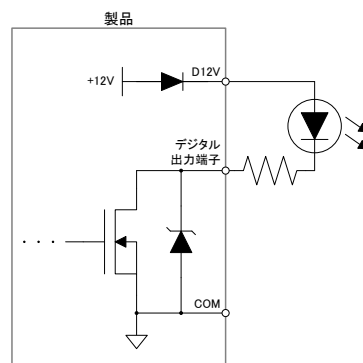 製品
+12V
D12V
デジタル
出力端子
. . .
COM